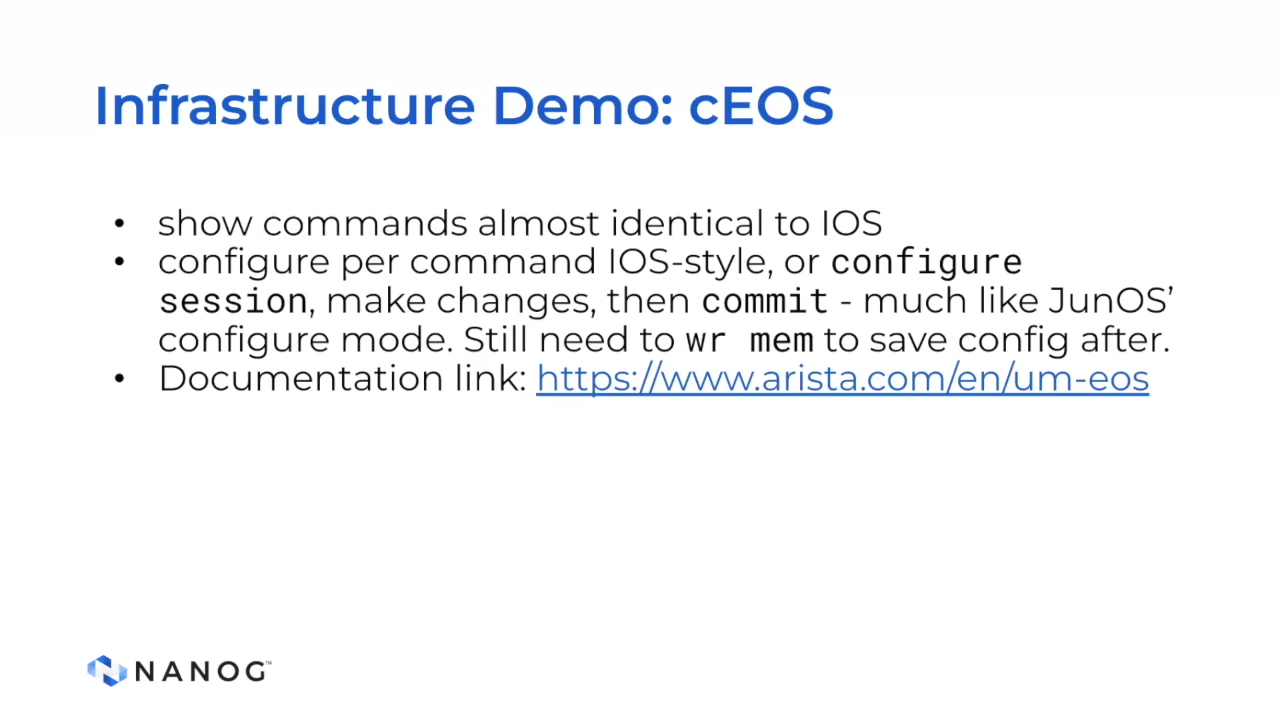 Infrastructure Demo: cEOS
• show commands almost identical to IOS
• configure per command IOS-style, or configure
session, make changes, then commit - much like JunOS’
configure mode. Still need to wr mem to save config after.
• Documentation link: https://www.arista.com/en/um-eos
NANOG™